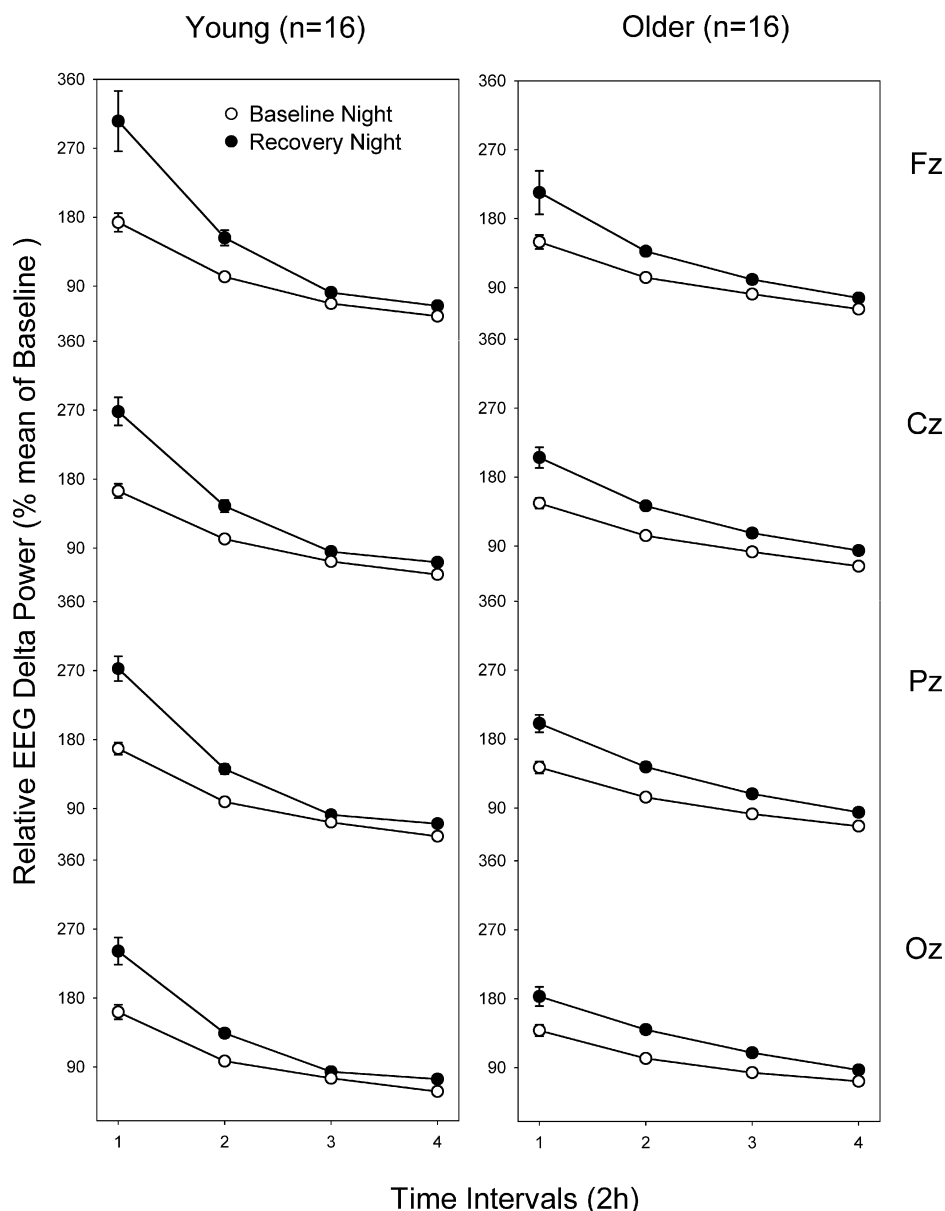 Young (n=16)
Older (n=16)
Relative EEG Delta Power (% mean of Baseline )
Baseline Night
Recovery Night
360
270
180
90
360
270
180
90
360
270
180
90
360
270
180
90
1 2 3 4
360
270
180
90
360
270
180
90
360
270
180
90
360
270
180
90
1 2 3 4
Fz
Cz
Pz
Oz
Time Intervals (2h)